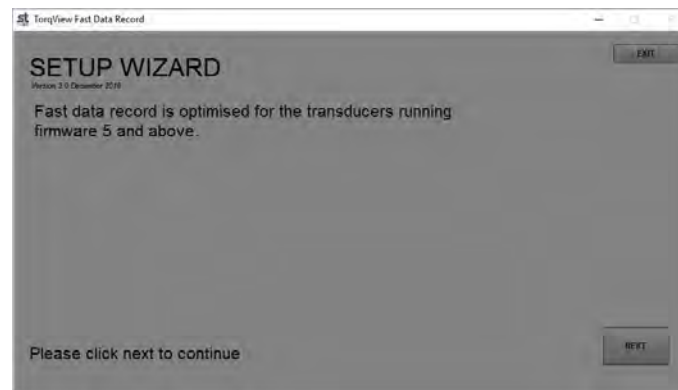 TorqView Fast Data Record
EXIT
SETUP WIZARD
Version 3.0 December 2018
Fast data record is optimised for the transducers running
firmware 5 and above.
Please click next to continue
NEXT